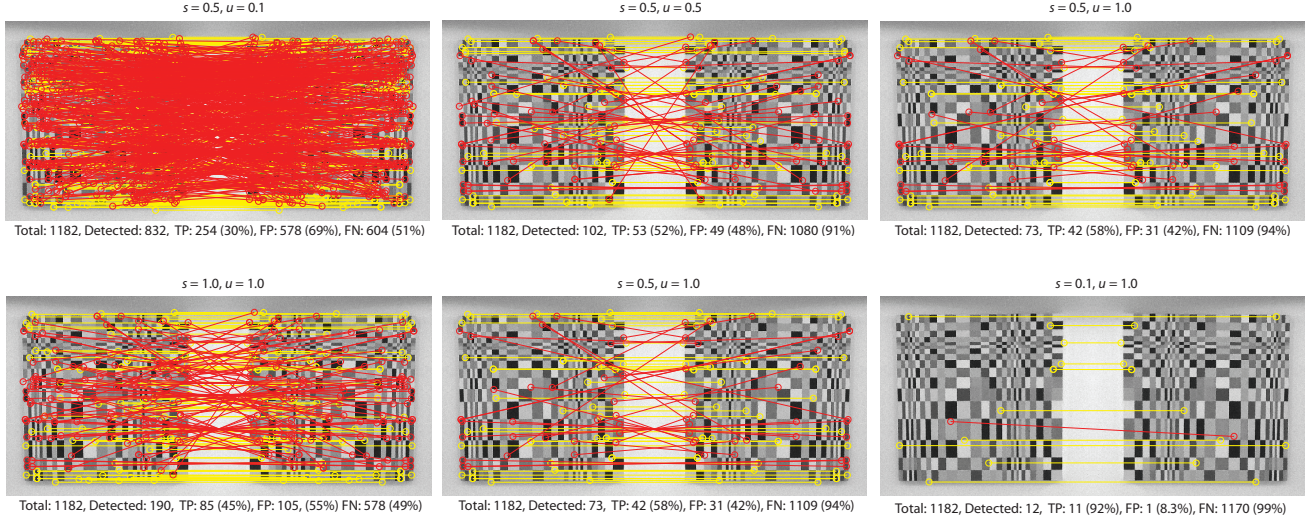 s = 0.5, u = 0.1
s = 0.5, u = 0.5
s = 0.5, u = 1.0
Total: 1182, Detected: 832, TP: 254 (30%), FP: 578 (69%), FN: 604 (51%)
Total: 1182, Detected: 102, TP: 53 (52%), FP: 49 (48%), FN: 1080 (91%)
Total: 1182, Detected: 73, TP: 42 (58%), FP: 31 (42%), FN: 1109 (94%)
s = 1.0, u = 1.0
s = 0.5, u = 1.0
s = 0.1, u = 1.0
Total: 1182, Detected: 190, TP: 85 (45%), FP: 105, (55%) FN: 578 (49%)
Total: 1182, Detected: 73, TP: 42 (58%), FP: 31 (42%), FN: 1109 (94%)
Total: 1182, Detected: 12, TP: 11 (92%), FP: 1 (8.3%), FN: 1170 (99%)